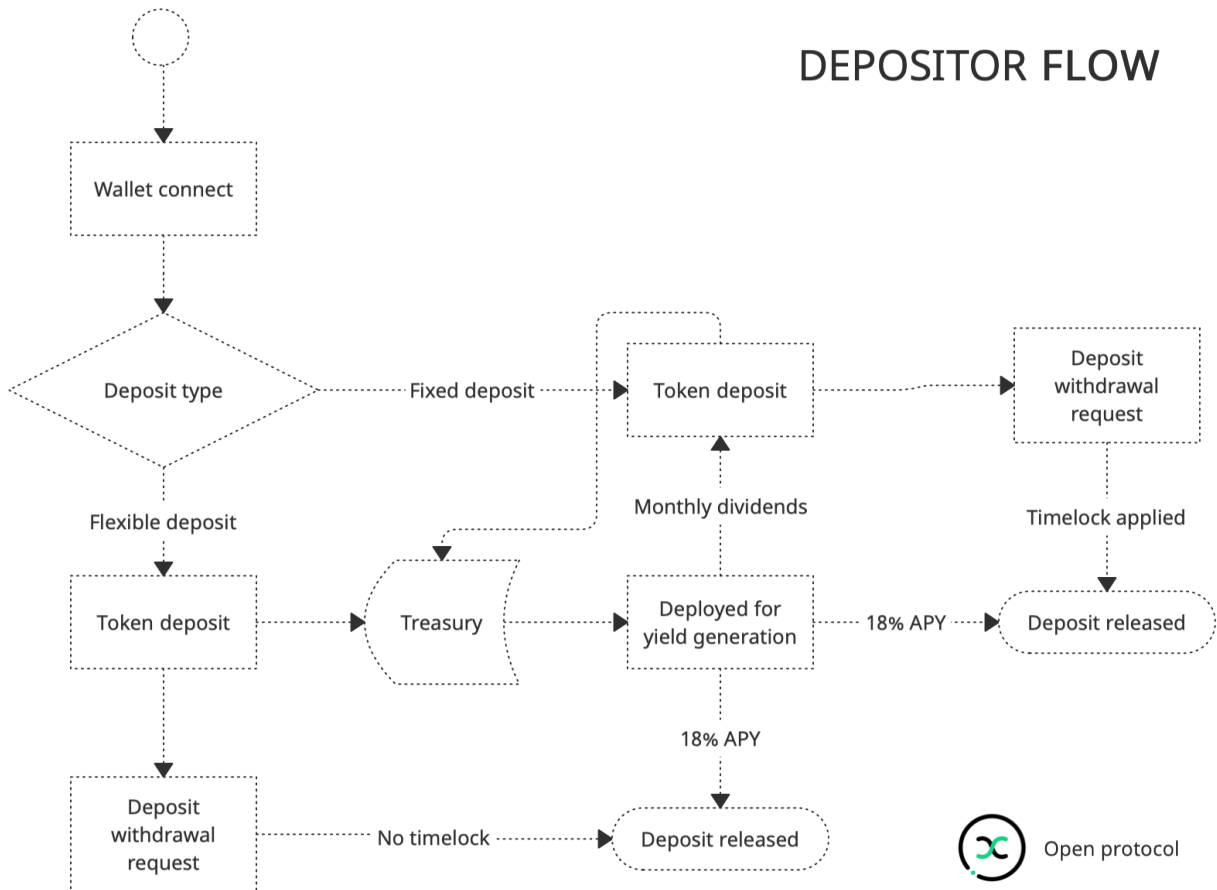 DEPOSITOR FLOW
Wallet connect
Deposit type
Fixed deposit
Token deposit
Deposit
withdrawal
request
Flexible deposit
Monthly dividends
Timelock applied
Token deposit
Treasury
Deployed for
yield generation
18% APY
Deposit released
18% APY
Deposit
withdrawal
request
No timelock
Deposit released
Open protocol